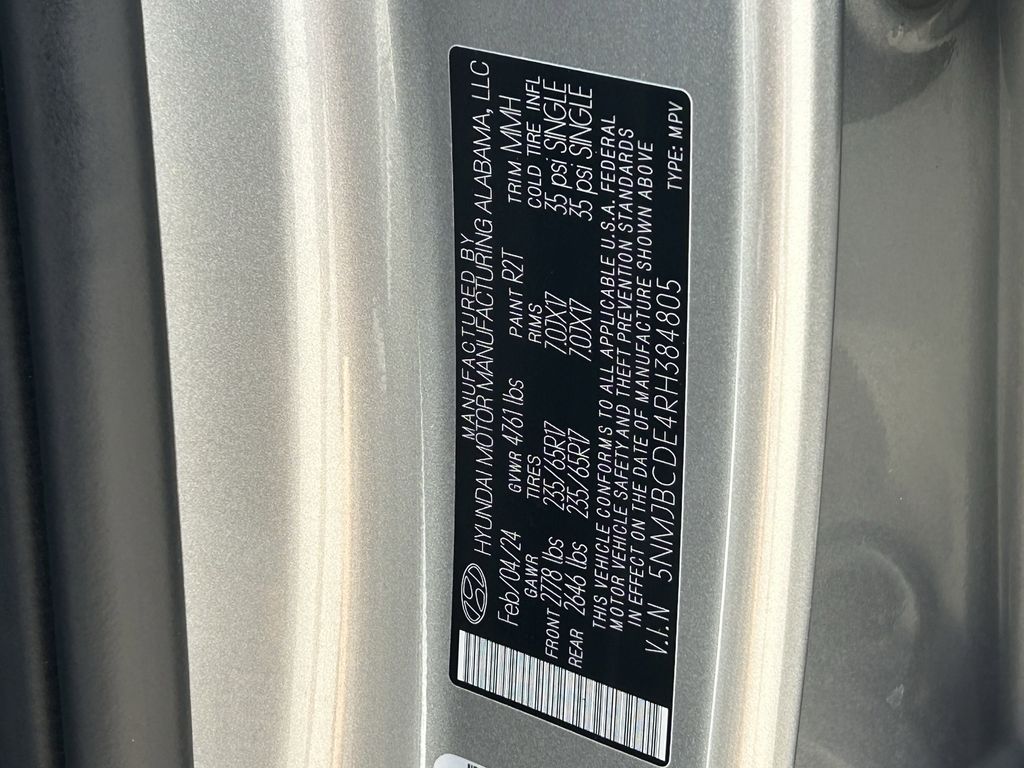 MANUFACTURED BY
HYUNDAI MOTOR MANUFACTURING ALABAMA, LLC
Feb/04/24 GVWR 4761 lbs PAINT R2T TRIM MMH
GAWR TIRES RIMS COLD TIRE INFL
FRONT 2778 lbs 235/65R17 7.0X17 35 psi SINGLE
REAR 2646 lbs 235/65R17 7.0X17 35 psi SINGLE
THIS VEHICLE CONFORMS TO ALL APPLICABLE U.S.A. FEDERAL
MOTOR VEHICLE SAFETY AND THEFT PREVENTION STANDARDS
IN EFFECT ON THE DATE OF MANUFACTURE SHOWN ABOVE
V.I.N 5NMJBCDE4RH384805 TYPE: MPV